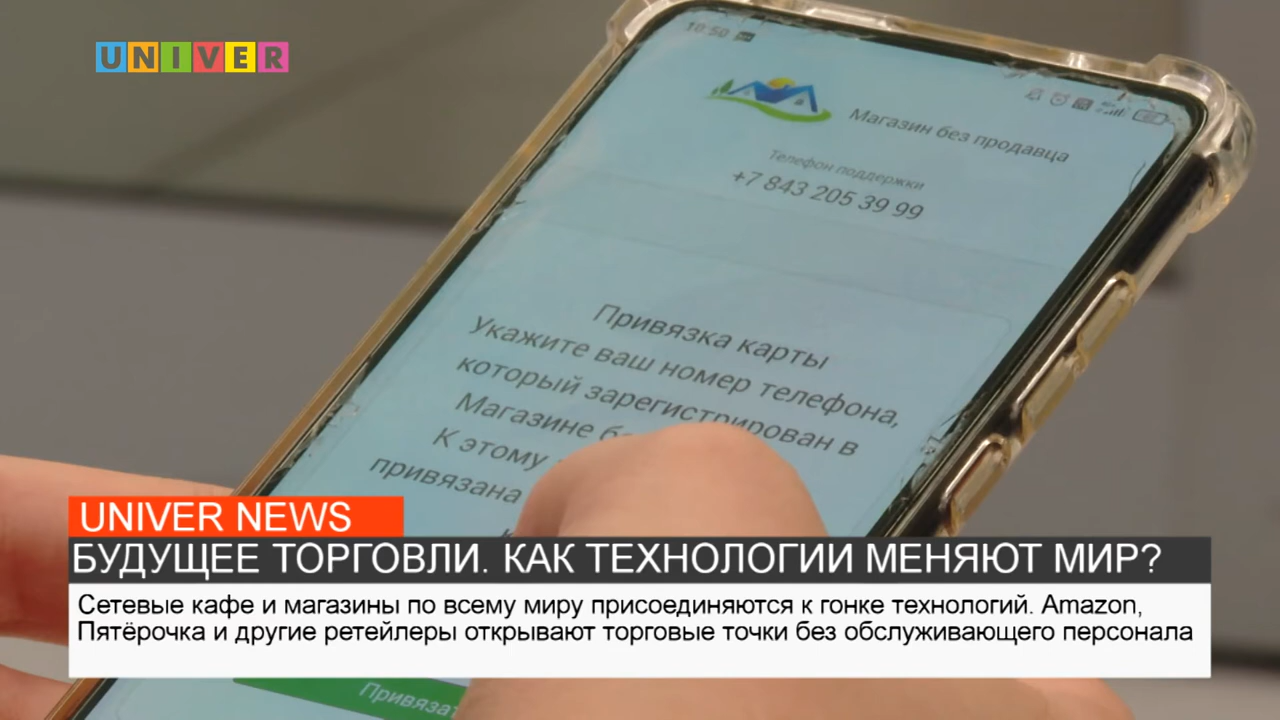 UNIVER
10:50
Магазин без продавца
Телефон поддержки
+7 843 205 39 99
Привязка карты
Укажите ваш номер телефона,
который зарегистрирован в
Магазине
К этому
привязана
UNIVER NEWS
БУДУЩЕЕ ТОРГОВЛИ. КАК ТЕХНОЛОГИИ МЕНЯЮТ МИР?
Сетевые кафе и магазины по всему миру присоединяются к гонке технологий. Amazon,
Пятёрочка и другие ретейлеры открывают торговые точки без обслуживающего персонала